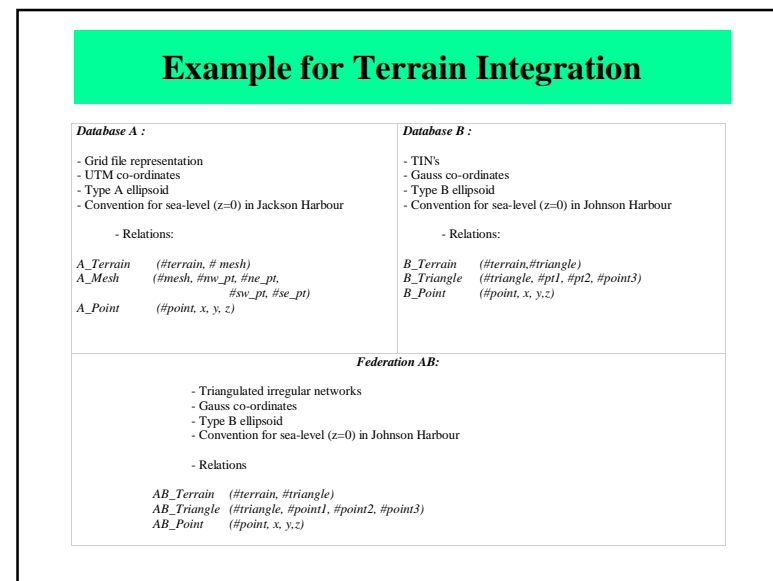 Example for Terrain Integration
Database A :
- Grid file representation
- UTM co-ordinates
- Type A ellipsoid
- Convention for sea-level (z=0) in Jackson Harbour
- Relations:
A_Terrain (#terrain, # mesh)
A_Mesh (#mesh, #nw_pt, #ne_pt,
#sw_pt, #se_pt)
A_Point (#point, x, y, z)
Database B :
- TIN's
- Gauss co-ordinates
- Type B ellipsoid
- Convention for sea-level (z=0) in Johnson Harbour
- Relations:
B_Terrain (#terrain,#triangle)
B_Triangle (#triangle, #pt1, #pt2, #point3)
B_Point (#point, x, y,z)
Federation AB:
- Triangulated irregular networks
- Gauss co-ordinates
- Type B ellipsoid
- Convention for sea-level (z=0) in Johnson Harbour
- Relations
AB_Terrain (#terrain, #triangle)
AB_Triangle (#triangle, #point1, #point2, #point3)
AB_Point (#point, x, y,z)